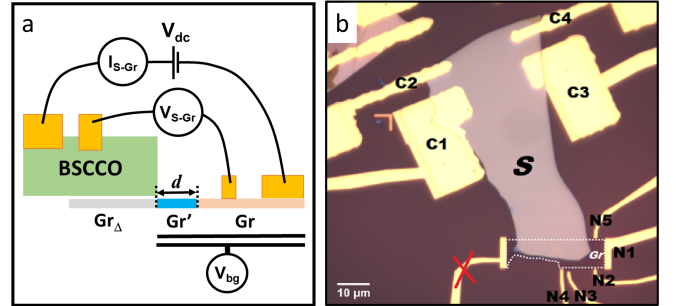 a
V_dc
I_S-Gr
V_S-Gr
BSCCO
d
Gr_Δ Gr' Gr
V_bg
b
C4
C2
C3
C1
S
N5
Gr N1
N2
N4 N3
10 μm